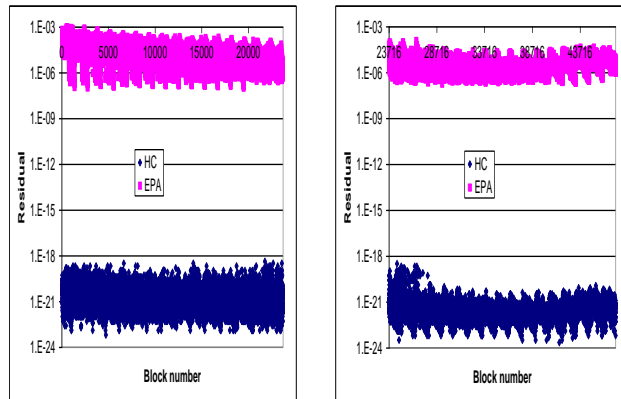 1.E-03
0 5000 10000 15000 20000
1.E-06
1.E-09
1.E-12
1.E-15
1.E-18
1.E-21
1.E-24
Residual
HC
EPA
Block number
1.E-03
23716 28716 33716 38716 43716
1.E-06
1.E-09
1.E-12
1.E-15
1.E-18
1.E-21
1.E-24
Residual
HC
EPA
Block number